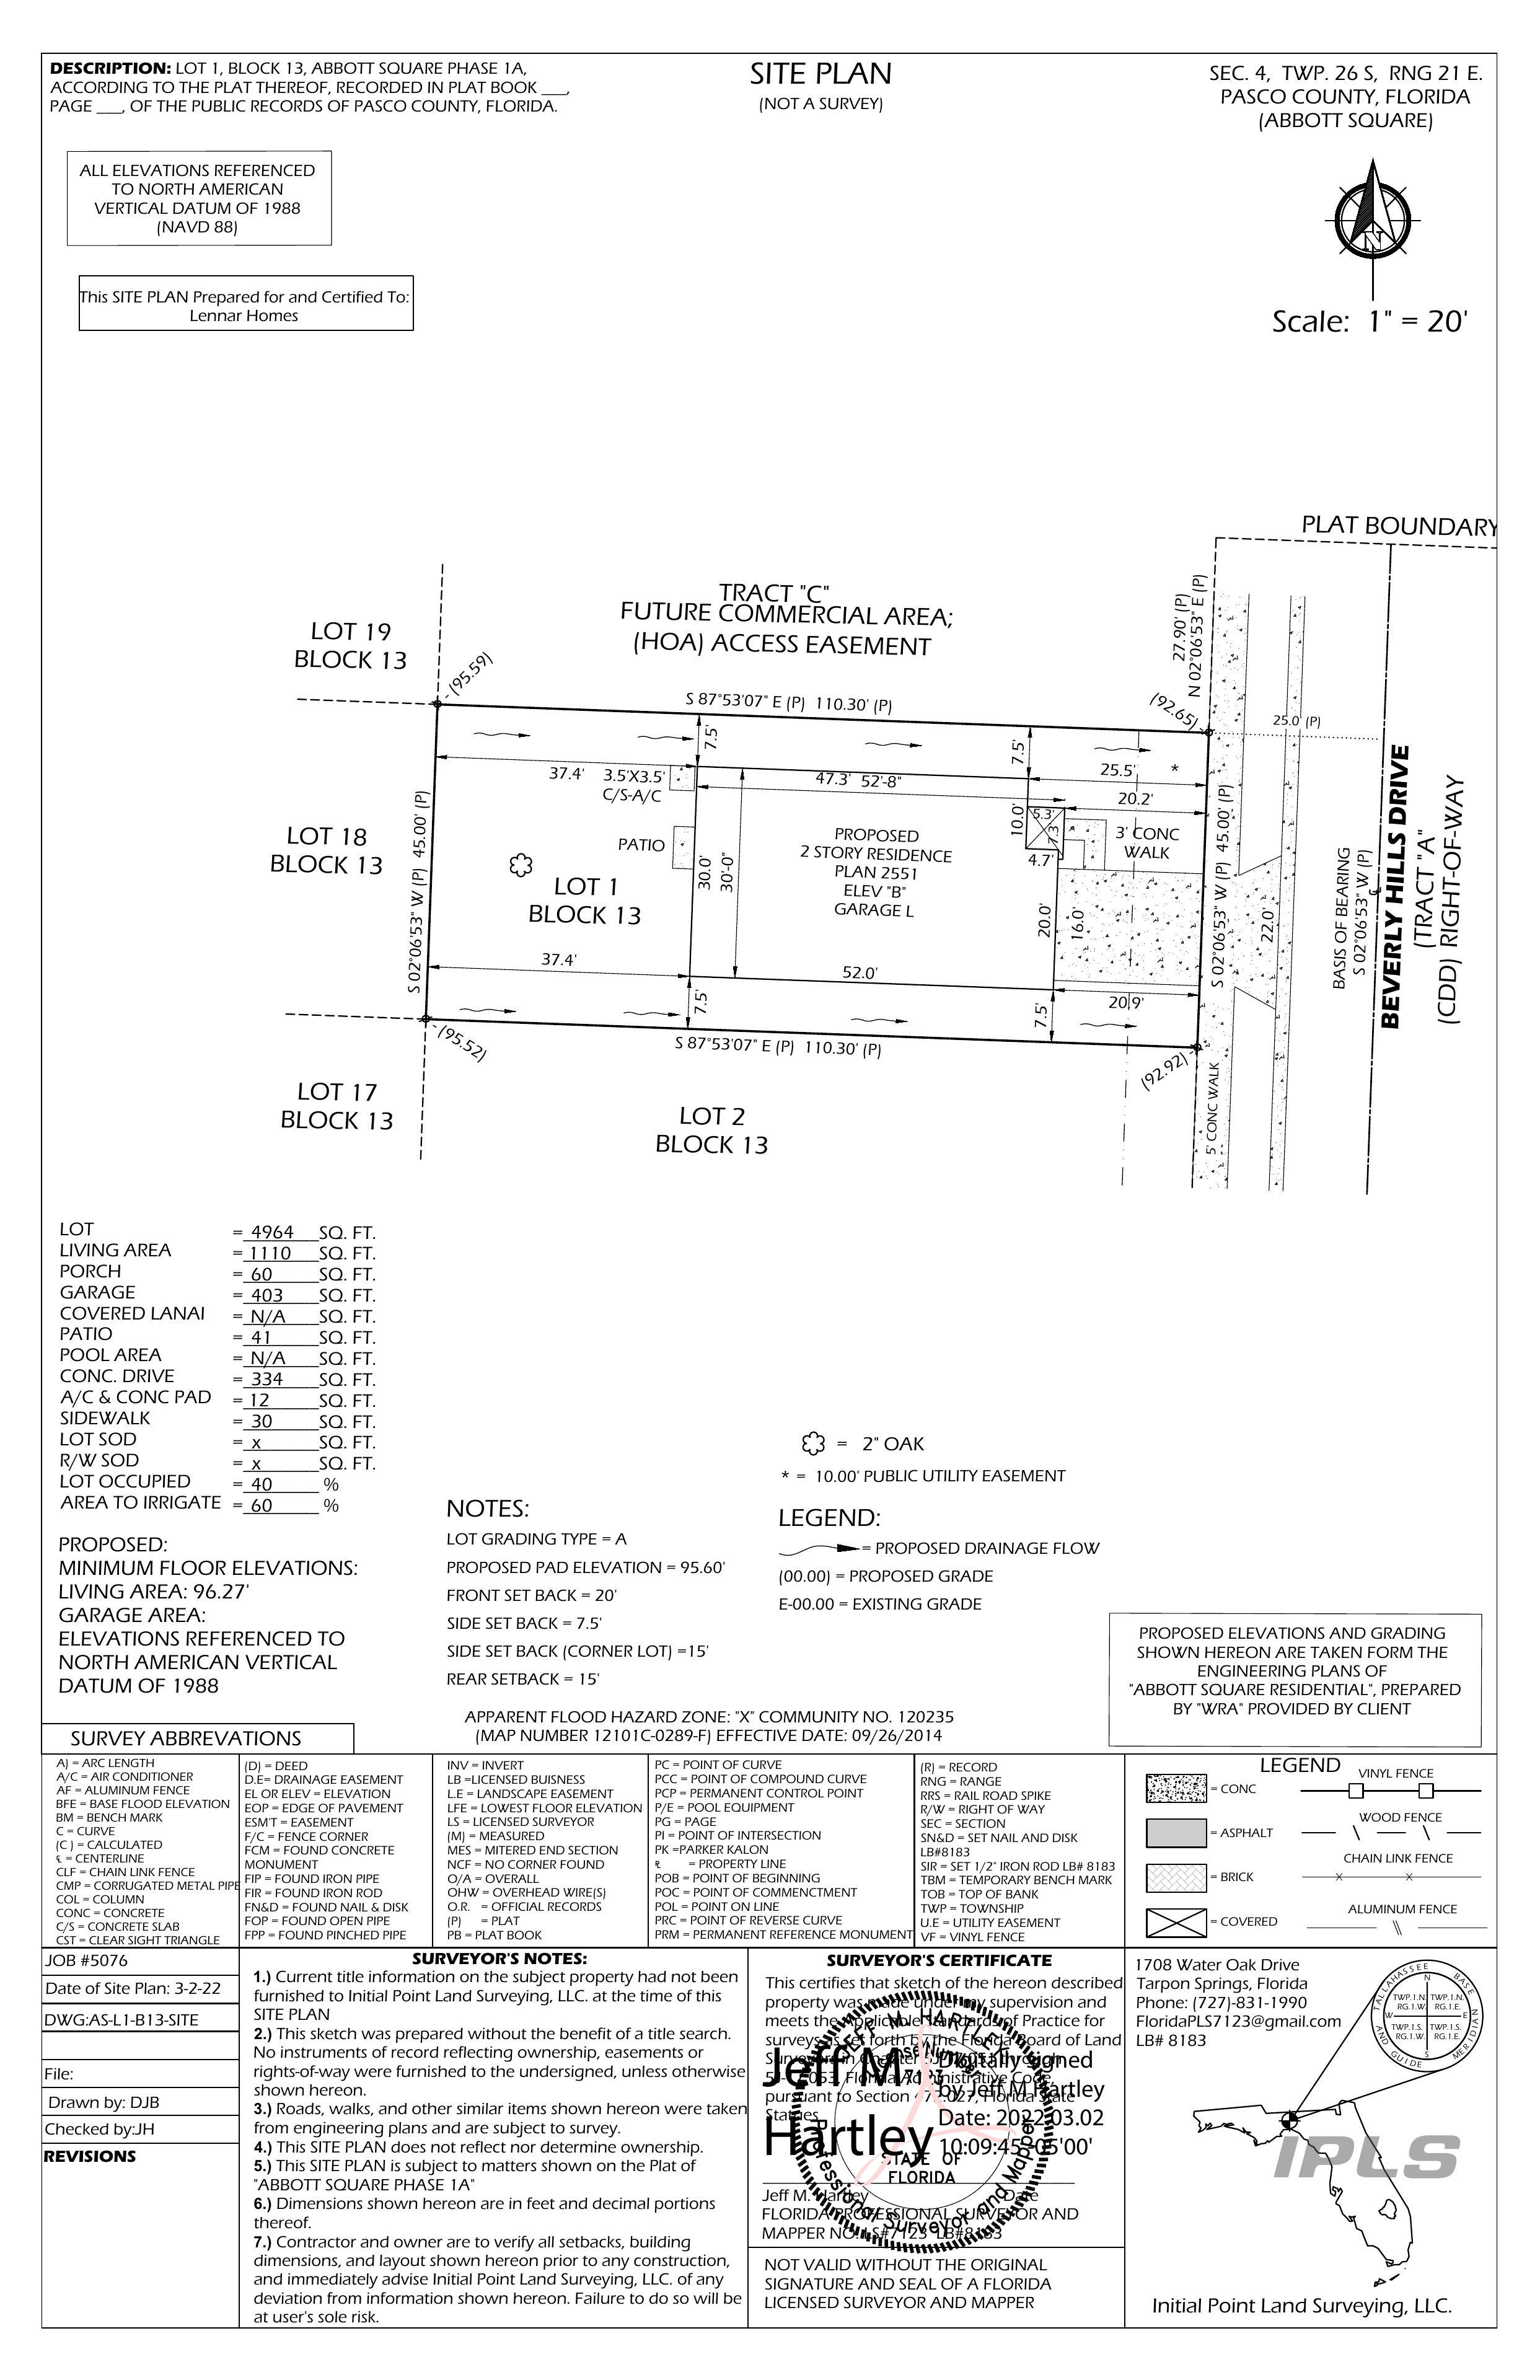 DESCRIPTION: LOT 1, BLOCK 13, ABBOTT SQUARE PHASE 1A,
ACCORDING TO THE PLAT THEREOF, RECORDED IN PLAT BOOK ___,
PAGE ___, OF THE PUBLIC RECORDS OF PASCO COUNTY, FLORIDA.
SITE PLAN
(NOT A SURVEY)
SEC. 4, TWP. 26 S, RNG 21 E.
PASCO COUNTY, FLORIDA
(ABBOTT SQUARE)
ALL ELEVATIONS REFERENCED
TO NORTH AMERICAN
VERTICAL DATUM OF 1988
(NAVD 88)
This SITE PLAN Prepared for and Certified To:
Lennar Homes
N
Scale: 1" = 20'
PLAT BOUNDARY
TRACT "C"
FUTURE COMMERCIAL AREA;
(HOA) ACCESS EASEMENT
LOT 19
BLOCK 13
(95.59)
S 87°53'07" E (P) 110.30' (P)
27.90' (P)
N 02°06'53" E (P)
(92.65)
25.0' (P)
7.5'
7.5'
37.4'
3.5'X3.5'
C/S-A/C
47.3' 52'-8"
25.5'
*
20.2'
LOT 18
BLOCK 13
S 02°06'53" W (P) 45.00' (P)
PATIO
30.0'
30'-0"
PROPOSED
2 STORY RESIDENCE
PLAN 2551
ELEV "B"
GARAGE L
10.0'
5.3'
7.3'
4.7'
3' CONC
WALK
LOT 1
BLOCK 13
20.0'
16.0'
S 02°06'53" W (P) 45.00' (P)
22.0'
BASIS OF BEARING
S 02°06'53" W (P)
BEVERLY HILLS DRIVE
(TRACT "A")
(CDD) RIGHT-OF-WAY
37.4'
52.0'
20.9'
7.5'
7.5'
(95.52)
S 87°53'07" E (P) 110.30' (P)
(92.92)
5' CONC WALK
LOT 17
BLOCK 13
LOT 2
BLOCK 13
LOT = 4964 SQ. FT.
LIVING AREA = 1110 SQ. FT.
PORCH = 60 SQ. FT.
GARAGE = 403 SQ. FT.
COVERED LANAI = N/A SQ. FT.
PATIO = 41 SQ. FT.
POOL AREA = N/A SQ. FT.
CONC. DRIVE = 334 SQ. FT.
A/C & CONC PAD = 12 SQ. FT.
SIDEWALK = 30 SQ. FT.
LOT SOD = x SQ. FT.
R/W SOD = x SQ. FT.
LOT OCCUPIED = 40 %
AREA TO IRRIGATE = 60 %
PROPOSED:
MINIMUM FLOOR ELEVATIONS:
LIVING AREA: 96.27'
GARAGE AREA:
ELEVATIONS REFERENCED TO
NORTH AMERICAN VERTICAL
DATUM OF 1988
NOTES:
LOT GRADING TYPE = A
PROPOSED PAD ELEVATION = 95.60'
FRONT SET BACK = 20'
SIDE SET BACK = 7.5'
SIDE SET BACK (CORNER LOT) =15'
REAR SETBACK = 15'
= 2" OAK
* = 10.00' PUBLIC UTILITY EASEMENT
LEGEND:
= PROPOSED DRAINAGE FLOW
(00.00) = PROPOSED GRADE
E-00.00 = EXISTING GRADE
PROPOSED ELEVATIONS AND GRADING
SHOWN HEREON ARE TAKEN FORM THE
ENGINEERING PLANS OF
"ABBOTT SQUARE RESIDENTIAL", PREPARED
BY "WRA" PROVIDED BY CLIENT
APPARENT FLOOD HAZARD ZONE: "X" COMMUNITY NO. 120235
(MAP NUMBER 12101C-0289-F) EFFECTIVE DATE: 09/26/2014
SURVEY ABBREVATIONS
A) = ARC LENGTH
A/C = AIR CONDITIONER
AF = ALUMINUM FENCE
BFE = BASE FLOOD ELEVATION
BM = BENCH MARK
C = CURVE
(C ) = CALCULATED
℄ = CENTERLINE
CLF = CHAIN LINK FENCE
CMP = CORRUGATED METAL PIPE
COL = COLUMN
CONC = CONCRETE
C/S = CONCRETE SLAB
CST = CLEAR SIGHT TRIANGLE
(D) = DEED
D.E= DRAINAGE EASEMENT
EL OR ELEV = ELEVATION
EOP = EDGE OF PAVEMENT
ESM'T = EASEMENT
F/C = FENCE CORNER
FCM = FOUND CONCRETE
MONUMENT
FIP = FOUND IRON PIPE
FIR = FOUND IRON ROD
FN&D = FOUND NAIL & DISK
FOP = FOUND OPEN PIPE
FPP = FOUND PINCHED PIPE
INV = INVERT
LB =LICENSED BUISNESS
L.E = LANDSCAPE EASEMENT
LFE = LOWEST FLOOR ELEVATION
LS = LICENSED SURVEYOR
(M) = MEASURED
MES = MITERED END SECTION
NCF = NO CORNER FOUND
O/A = OVERALL
OHW = OVERHEAD WIRE(S)
O.R. = OFFICIAL RECORDS
(P) = PLAT
PB = PLAT BOOK
PC = POINT OF CURVE
PCC = POINT OF COMPOUND CURVE
PCP = PERMANENT CONTROL POINT
P/E = POOL EQUIPMENT
PG = PAGE
PI = POINT OF INTERSECTION
PK =PARKER KALON
= PROPERTY LINE
POB = POINT OF BEGINNING
POC = POINT OF COMMENCTMENT
POL = POINT ON LINE
PRC = POINT OF REVERSE CURVE
PRM = PERMANENT REFERENCE MONUMENT
(R) = RECORD
RNG = RANGE
RRS = RAIL ROAD SPIKE
R/W = RIGHT OF WAY
SEC = SECTION
SN&D = SET NAIL AND DISK
LB#8183
SIR = SET 1/2" IRON ROD LB# 8183
TBM = TEMPORARY BENCH MARK
TOB = TOP OF BANK
TWP = TOWNSHIP
U.E = UTILITY EASEMENT
VF = VINYL FENCE
LEGEND
= CONC
= ASPHALT
= BRICK
= COVERED
VINYL FENCE
WOOD FENCE
CHAIN LINK FENCE
ALUMINUM FENCE
JOB #5076
Date of Site Plan: 3-2-22
DWG:AS-L1-B13-SITE
File:
Drawn by: DJB
Checked by:JH
REVISIONS
SURVEYOR'S NOTES:
1.) Current title information on the subject property had not been
furnished to Initial Point Land Surveying, LLC. at the time of this
SITE PLAN
2.) This sketch was prepared without the benefit of a title search.
No instruments of record reflecting ownership, easements or
rights-of-way were furnished to the undersigned, unless otherwise
shown hereon.
3.) Roads, walks, and other similar items shown hereon were taken
from engineering plans and are subject to survey.
4.) This SITE PLAN does not reflect nor determine ownership.
5.) This SITE PLAN is subject to matters shown on the Plat of
"ABBOTT SQUARE PHASE 1A"
6.) Dimensions shown hereon are in feet and decimal portions
thereof.
7.) Contractor and owner are to verify all setbacks, building
dimensions, and layout shown hereon prior to any construction,
and immediately advise Initial Point Land Surveying, LLC. of any
deviation from information shown hereon. Failure to do so will be
at user's sole risk.
SURVEYOR'S CERTIFICATE
This certifies that sketch of the hereon described
property was made under my supervision and
meets the applicable Standards of Practice for
surveys as set forth by the Florida Board of Land
Florida Administrative Code,
pursuant to Section Florida State
Jeff M
Hartley
Digitally signed
by Jeff M Hartley
Date: 2022.03.02
10:09:45 -05'00'
JEFF M. HARTLEY
STATE OF
FLORIDA
Professional Surveyor and Mapper
Jeff M. Hartley Date
FLORIDA PROFESSIONAL SURVEYOR AND
MAPPER NO. LS#7123 LB#8183
NOT VALID WITHOUT THE ORIGINAL
SIGNATURE AND SEAL OF A FLORIDA
LICENSED SURVEYOR AND MAPPER
1708 Water Oak Drive
Tarpon Springs, Florida
Phone: (727)-831-1990
FloridaPLS7123@gmail.com
LB# 8183
TALLAHASSEE BASE
AND GUIDE MERIDIAN
N
W
E
S
TWP.1.N. TWP.1.N.
RG.1.W. RG.1.E.
TWP.1.S. TWP.1.S.
RG.1.W. RG.1.E.
IPLS
Initial Point Land Surveying, LLC.